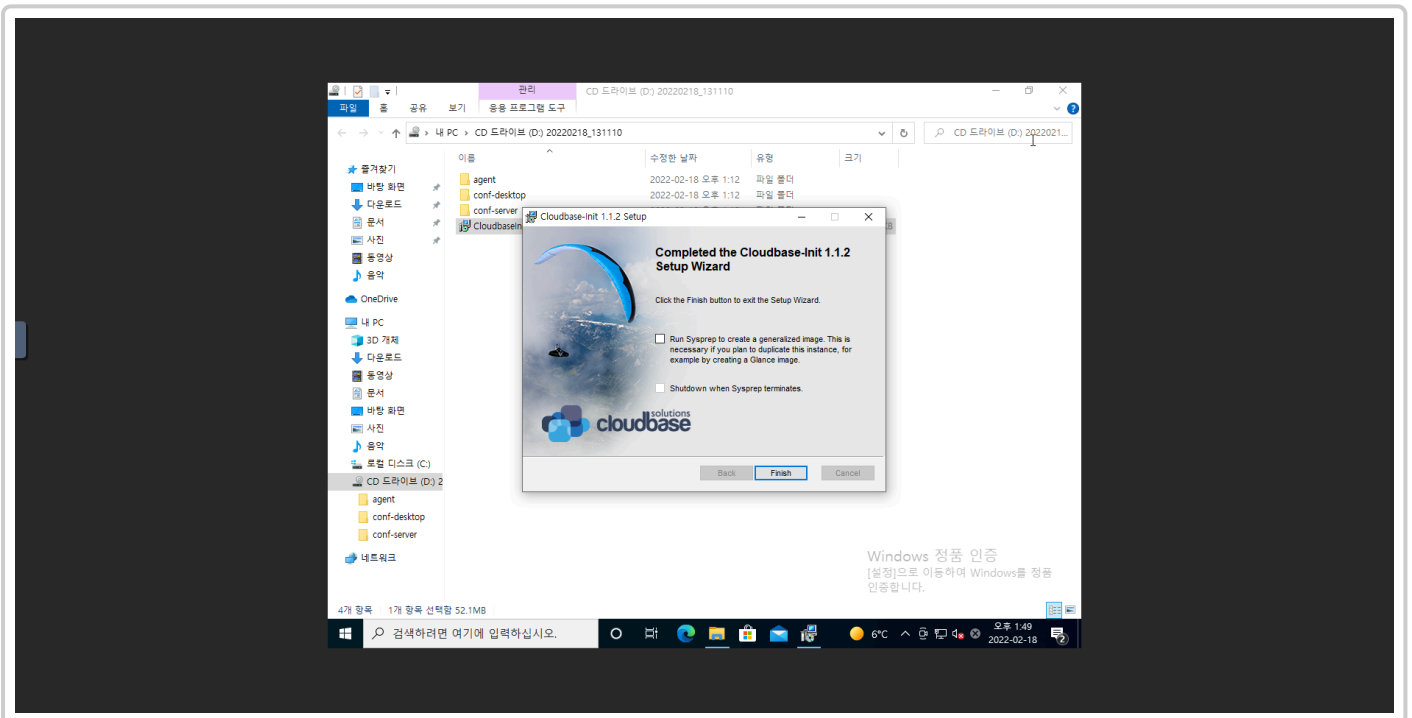 관리
CD 드라이브 (D:) 20220218_131110
파일
홈
공유
보기
응용 프로그램 도구
내 PC
CD 드라이브 (D:) 20220218_131110
CD 드라이브 (D:) 2022021...
이름
수정한 날짜
유형
크기
agent
2022-02-18 오후 1:12
파일 폴더
conf-desktop
2022-02-18 오후 1:12
파일 폴더
conf-server
CloudbaseIn
즐겨찾기
바탕 화면
다운로드
문서
사진
동영상
음악
OneDrive
내 PC
3D 개체
다운로드
동영상
문서
바탕 화면
사진
음악
로컬 디스크 (C:)
CD 드라이브 (D:) 2
agent
conf-desktop
conf-server
네트워크
Cloudbase-Init 1.1.2 Setup
Completed the Cloudbase-Init 1.1.2
Setup Wizard
Click the Finish button to exit the Setup Wizard.
Run Sysprep to create a generalized image. This is
necessary if you plan to duplicate this instance, for
example by creating a Glance image.
Shutdown when Sysprep terminates.
cloudbase
solutions
Back
Finish
Cancel
Windows 정품 인증
[설정]으로 이동하여 Windows를 정품
인증합니다.
4개 항목
1개 항목 선택함 52.1MB
검색하려면 여기에 입력하십시오.
6°C
오후 1:49
2022-02-18
2